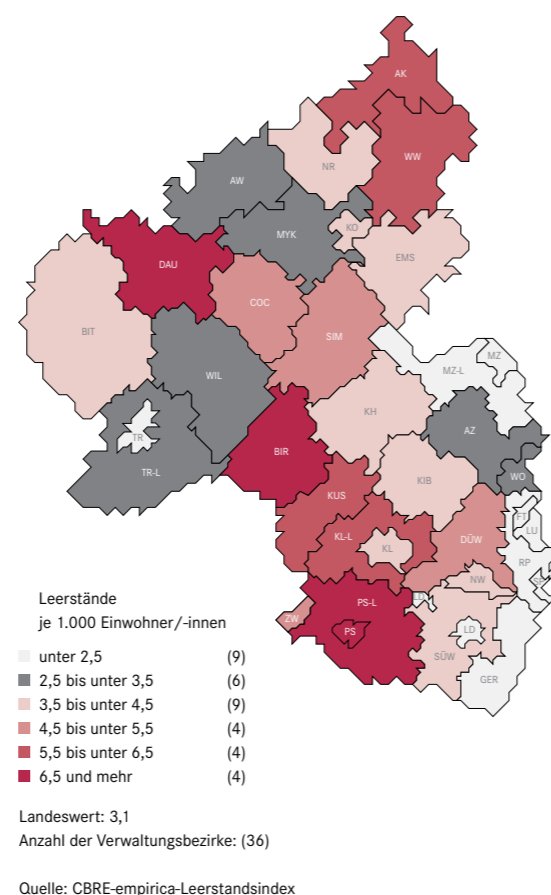 AK
NR
WW
AW
KO
MYK
EMS
DAU
COC
BIT
SIM
MZ
MZ-L
WIL
KH
AZ
TR
BIR
TR-L
KIB
WO
KUS
FT
LU
KL-L
KL
DÜW
RP
NW
SP
LD
PS-L
ZW
PS
LD
SÜW
GER
Leerstände
je 1.000 Einwohner/-innen
unter 2,5 (9)
2,5 bis unter 3,5 (6)
3,5 bis unter 4,5 (9)
4,5 bis unter 5,5 (4)
5,5 bis unter 6,5 (4)
6,5 und mehr (4)
Landeswert: 3,1
Anzahl der Verwaltungsbezirke: (36)
Quelle: CBRE-empirica-Leerstandsindex